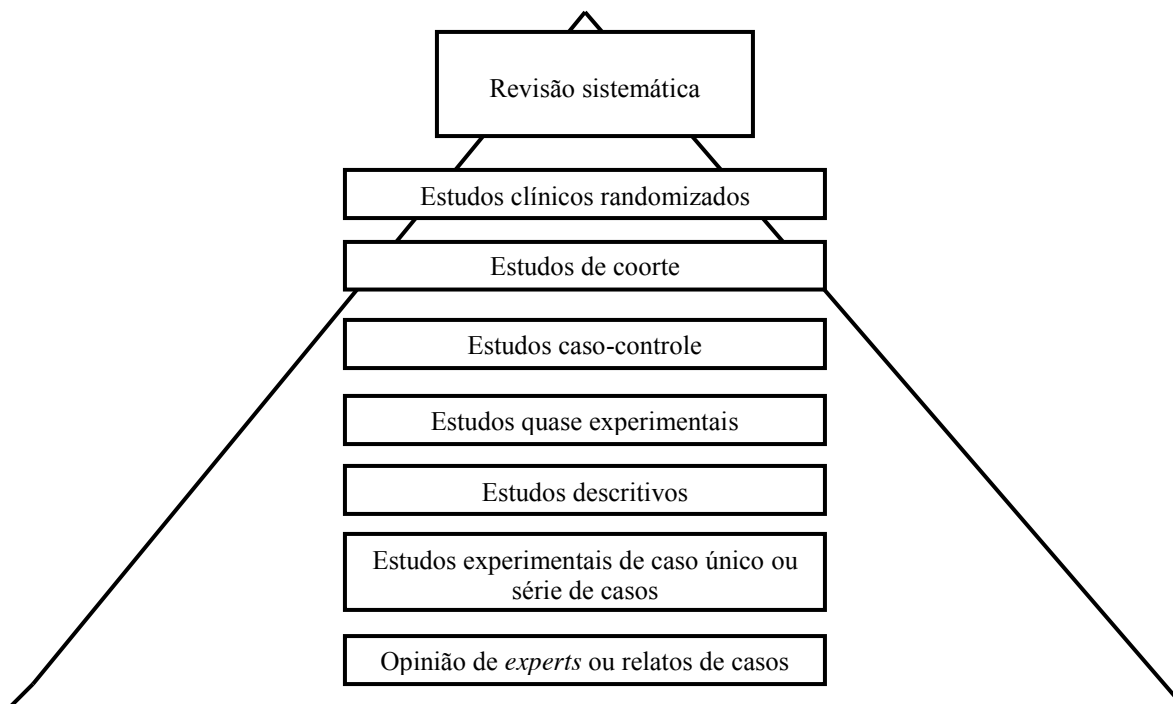 Revisão sistemática
Estudos clínicos randomizados
Estudos de coorte
Estudos caso-controle
Estudos quase experimentais
Estudos descritivos
Estudos experimentais de caso único ou
série de casos
Opinião de experts ou relatos de casos